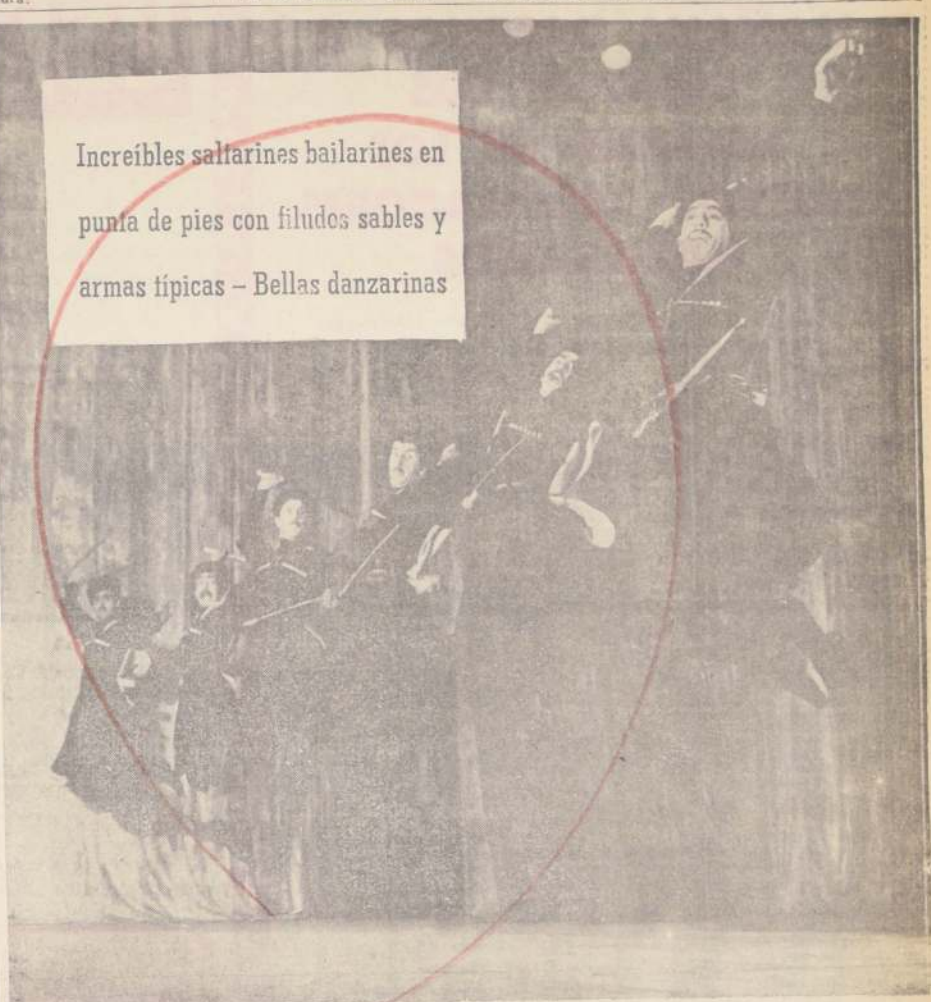 Increíbles saltarines bailarines en
punta de pies con filudos sables y
armas típicas – Bellas danzarinas